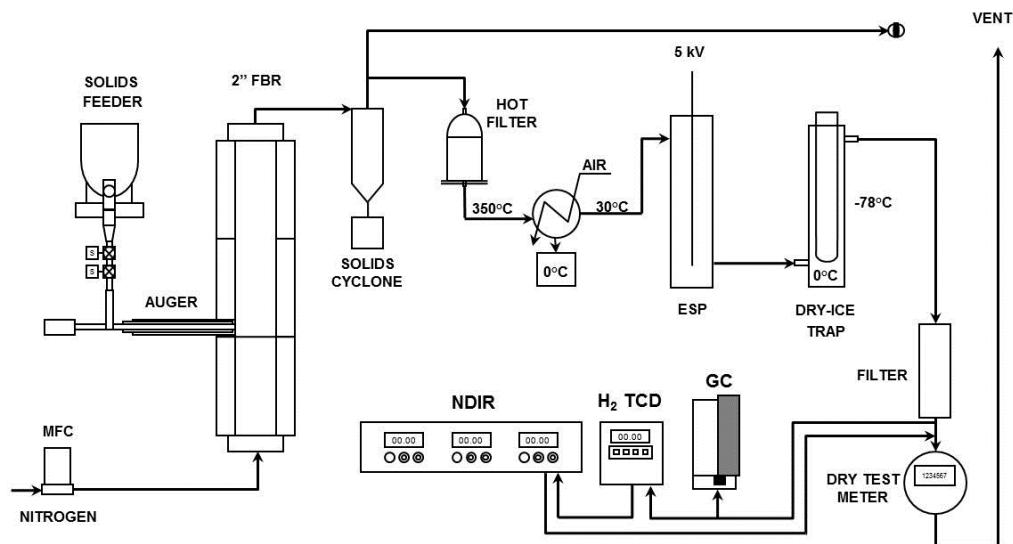 VENT
5 kV
SOLIDS
FEEDER
2” FBR
HOT
FILTER
AIR
350°C
30°C
-78°C
0°C
0°C
S
S
SOLIDS
CYCLONE
AUGER
ESP
DRY-ICE
TRAP
FILTER
NDIR
H₂ TCD
GC
00.00
00.00
00.00
00.00
MFC
NITROGEN
DRY TEST
METER
1234567